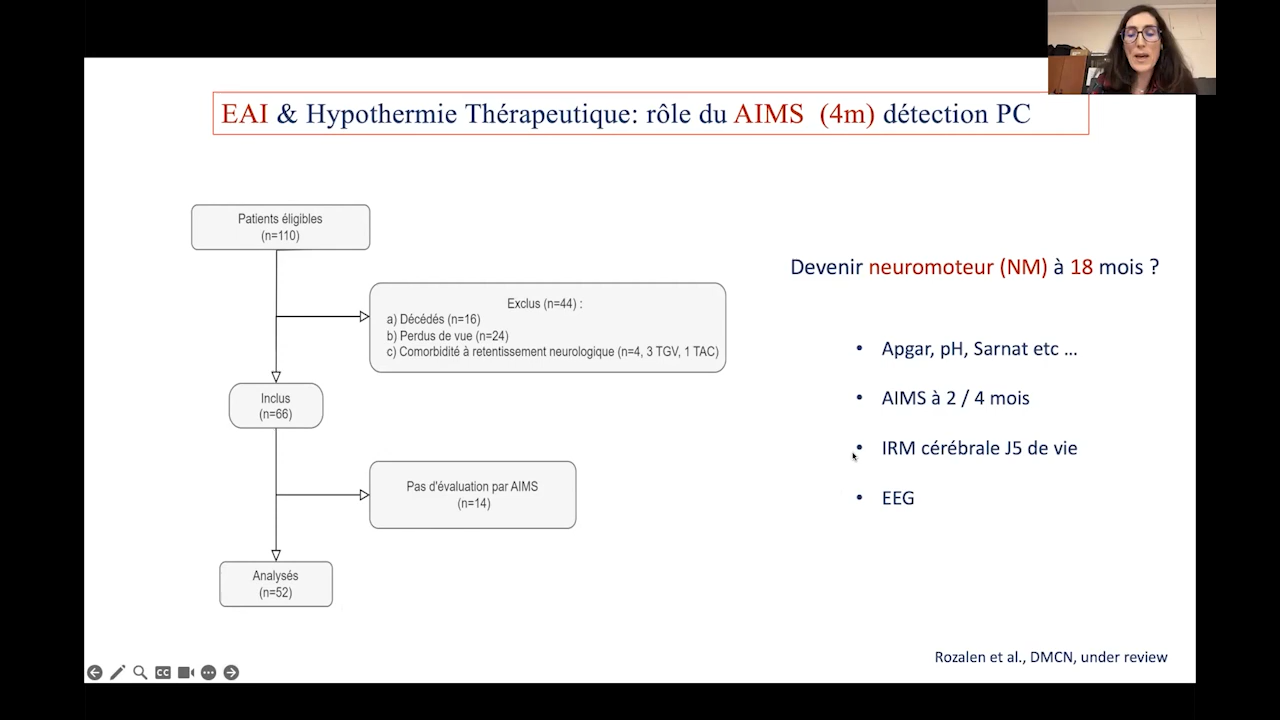 EAI & Hypothermie Thérapeutique: rôle du AIMS (4m) détection PC
Patients éligibles
(n=110)
Exclus (n=44) :
a) Décédés (n=16)
b) Perdus de vue (n=24)
c) Comorbidité à retentissement neurologique (n=4, 3 TGV, 1 TAC)
Inclus
(n=66)
Pas d'évaluation par AIMS
(n=14)
Analysés
(n=52)
Devenir neuromoteur (NM) à 18 mois ?
• Apgar, pH, Sarnat etc ...
• AIMS à 2 / 4 mois
• IRM cérébrale J5 de vie
• EEG
Rozalen et al., DMCN, under review
CC